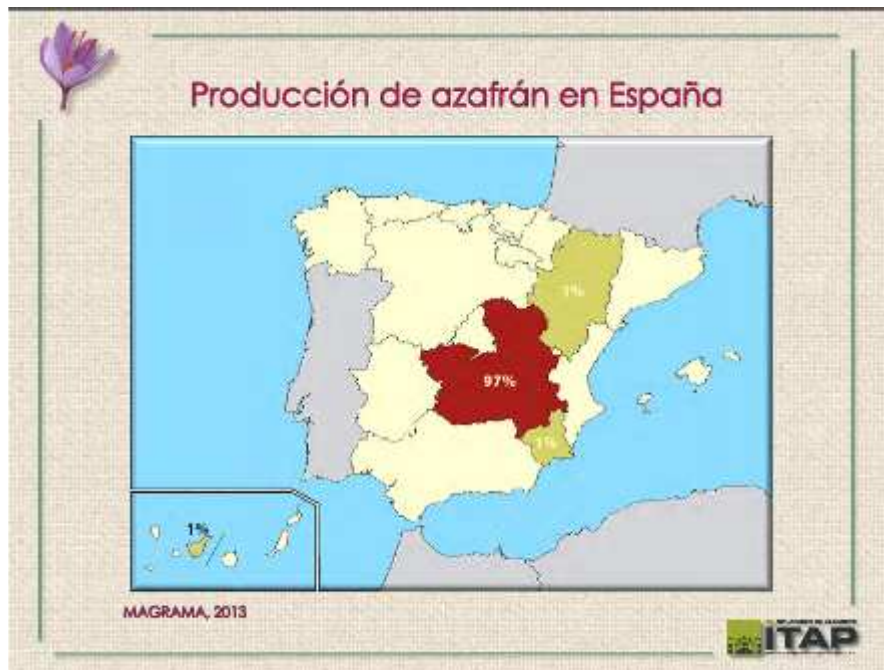 Producción de azafrán en España
1%
97%
1%
1%
MAGRAMA, 2013
ITAP